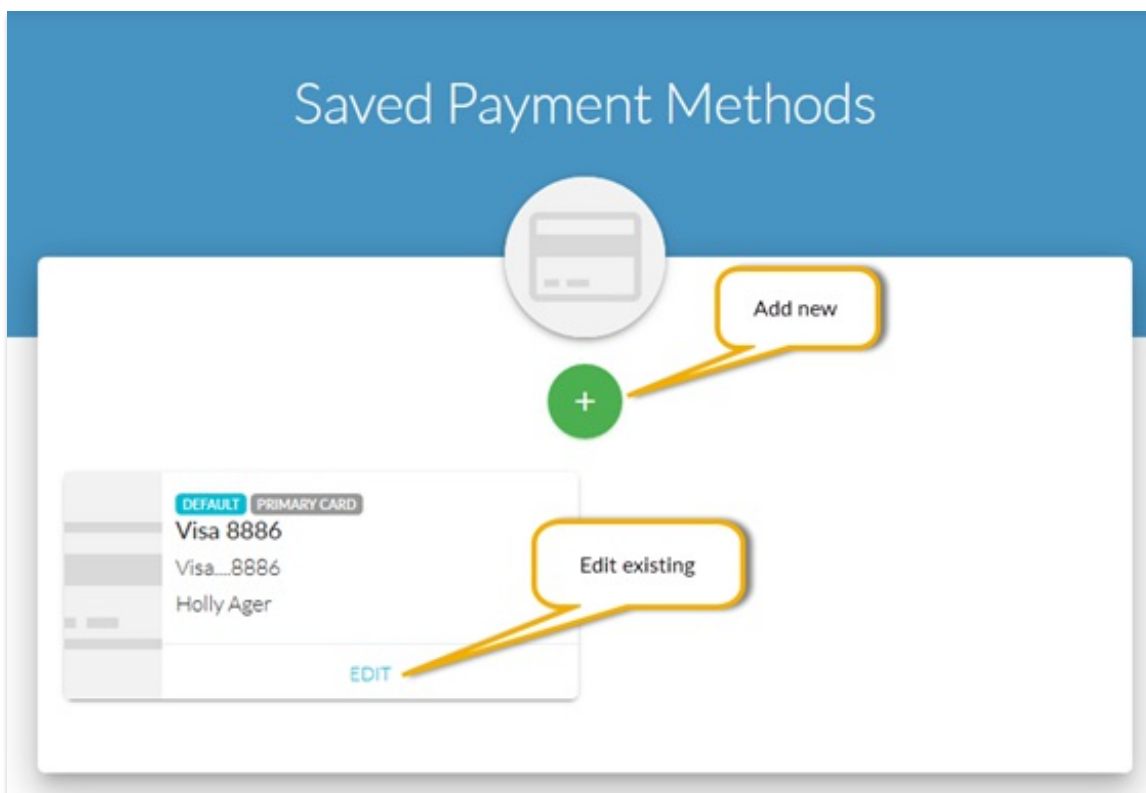 Saved Payment Methods
Add new
+
DEFAULT PRIMARY CARD
Visa 8886
Visa....8886
Holly Ager
Edit existing
EDIT